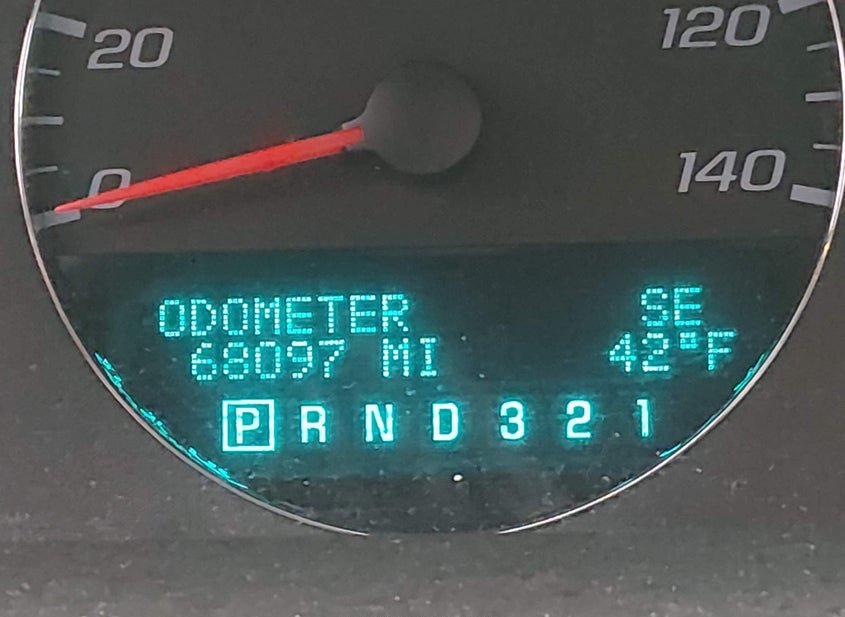 20 120
0 140
ODOMETER SE
68097 MI 42°F
P R N D 3 2 1